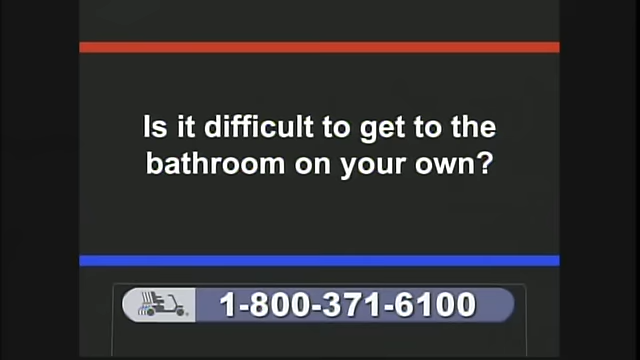 Is it difficult to get to the
bathroom on your own?
1-800-371-6100